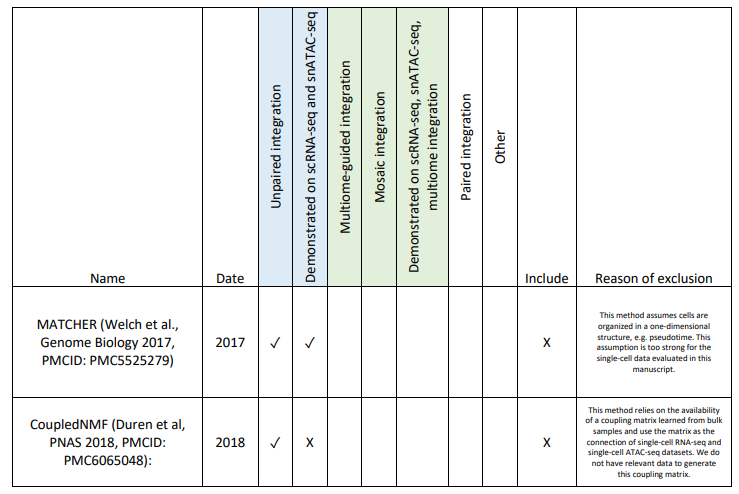 Name
Date
Unpaired integration
Demonstrated on scRNA-seq and snATAC-seq
Multiome-guided integration
Mosaic integration
Demonstrated on scRNA-seq, snATAC-seq,
multiome integration
Paired integration
Other
Include
Reason of exclusion
MATCHER (Welch et al.,
Genome Biology 2017,
PMCID: PMC5525279)
2017
✓
✓
X
This method assumes cells are
organized in a one-dimensional
structure, e.g. pseudotime. This
assumption is too strong for the
single-cell data evaluated in this
manuscript.
CoupledNMF (Duren et al,
PNAS 2018, PMCID:
PMC6065048):
2018
✓
X
X
This method relies on the availability
of a coupling matrix learned from bulk
samples and use the matrix as the
connection of single-cell RNA-seq and
single-cell ATAC-seq datasets. We do
not have relevant data to generate
this coupling matrix.